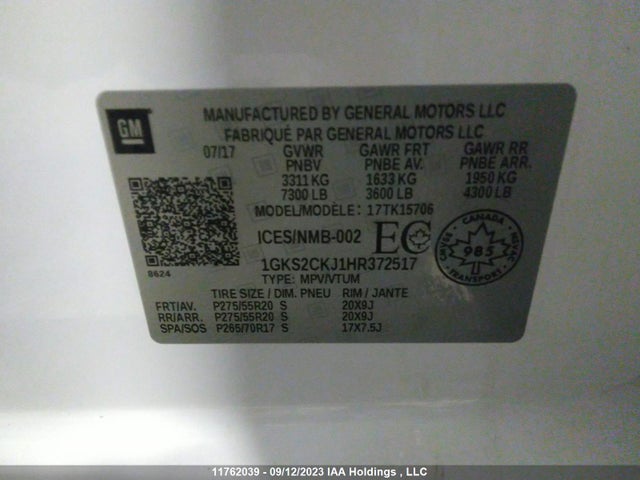 GM
MANUFACTURED BY GENERAL MOTORS LLC
FABRIQUÉ PAR GENERAL MOTORS LLC
07/17 GVWR GAWR FRT GAWR RR
PNBV PNBE AV. PNBE ARR.
3311 KG 1633 KG 1950 KG
7300 LB 3600 LB 4300 LB
MODEL/MODÈLE: 17TK15706
ICES/NMB-002 EC
CANADA
985
CMVSS
NSVAC
8624
1GKS2CKJ1HR372517
TYPE: MPV/VTUM
TIRE SIZE / DIM. PNEU RIM / JANTE
FRT/AV. P275/55R20 S 20X9J
RR/ARR. P275/55R20 S 20X9J
SPA/SOS P265/70R17 S 17X7.5J
11762039 - 09/12/2023 IAA Holdings , LLC